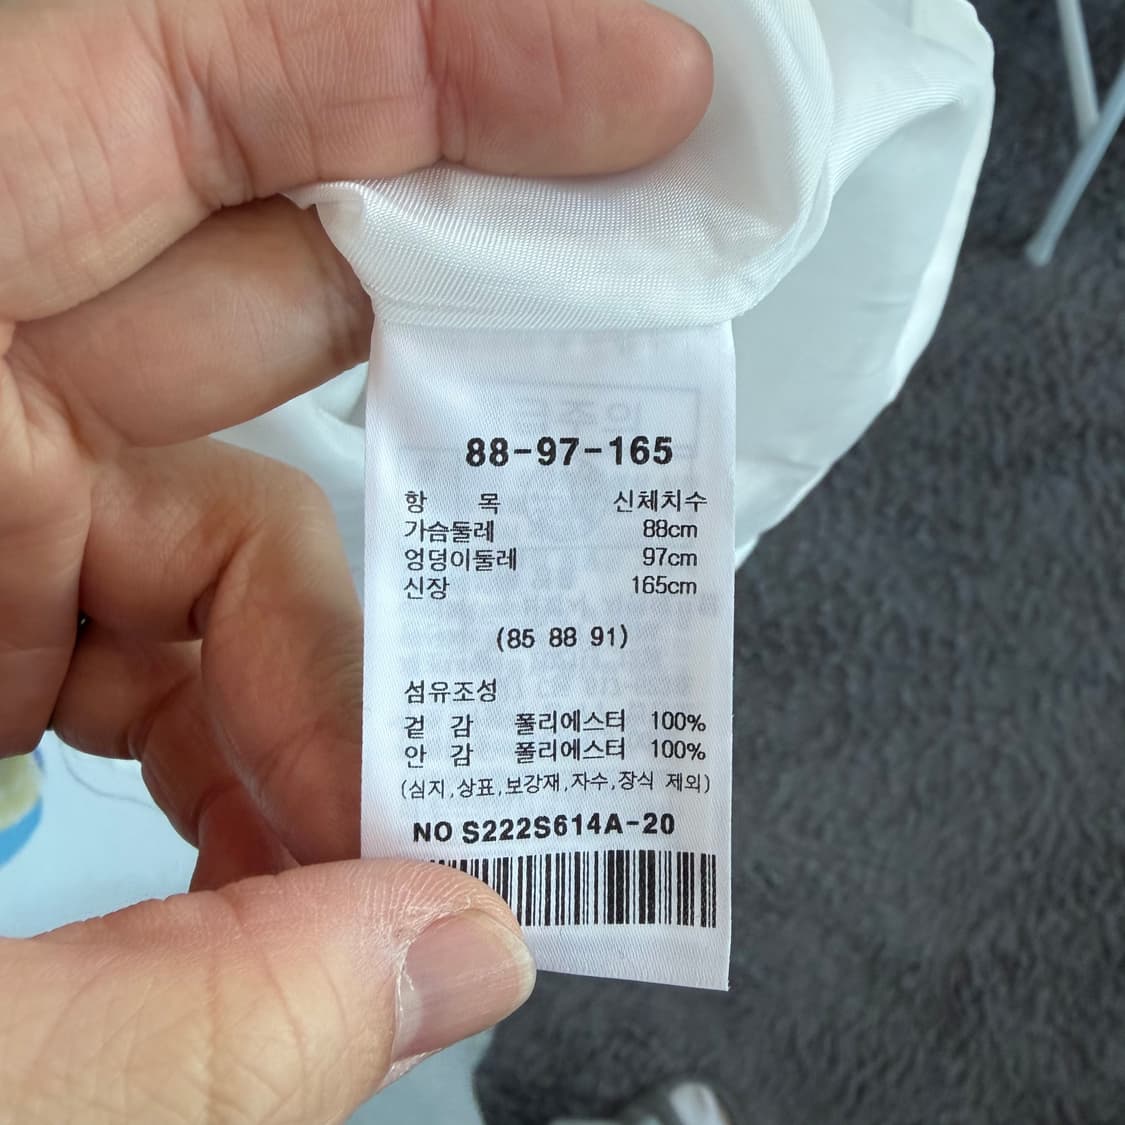 88-97-165
항 목 신체치수
가슴둘레 88cm
엉덩이둘레 97cm
신장 165cm
(85 88 91)
섬유조성
겉 감 폴리에스터 100%
안 감 폴리에스터 100%
(심지,상표,보강재,자수,장식 제외)
NO S222S614A-20